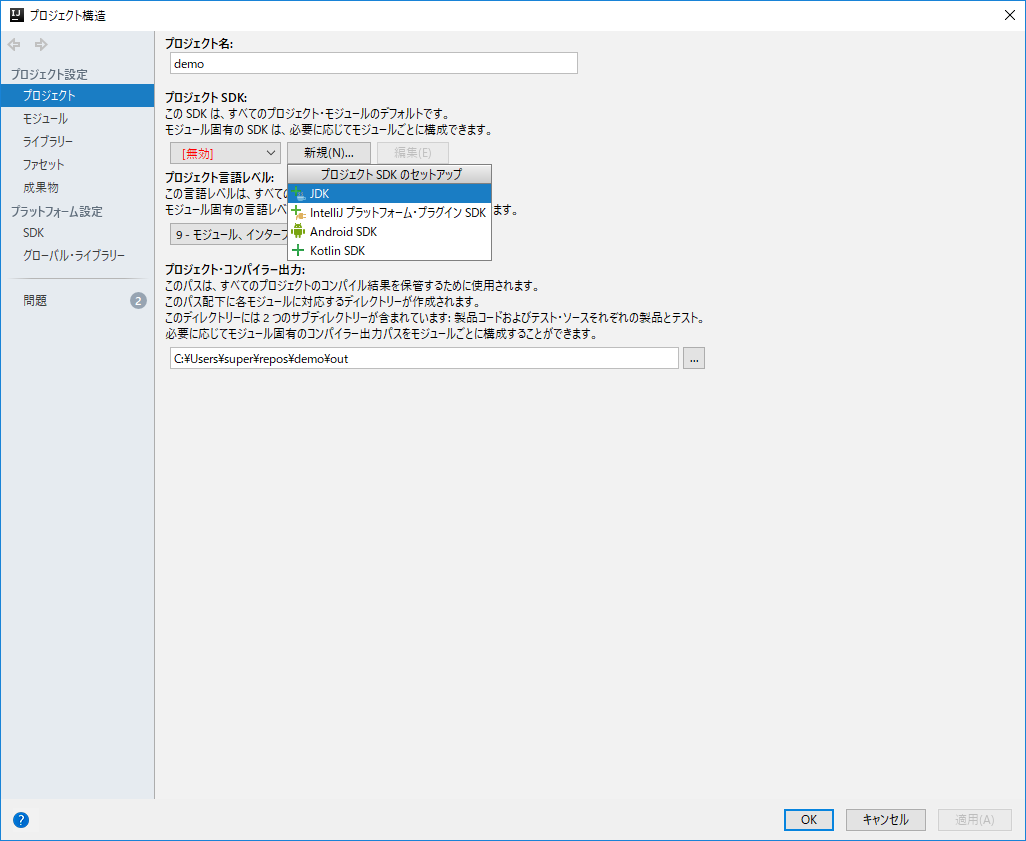 プロジェクト構造
プロジェクト設定
プロジェクト
モジュール
ライブラリー
ファセット
成果物
プラットフォーム設定
SDK
グローバル・ライブラリー
問題 2
プロジェクト名:
demo
プロジェクト SDK:
この SDK は、すべてのプロジェクト・モジュールのデフォルトです。
モジュール固有の SDK は、必要に応じてモジュールごとに構成できます。
[無効] 新規(N)... 編集(E)
プロジェクト SDK のセットアップ
JDK
IntelliJ プラットフォーム・プラグイン SDK
Android SDK
Kotlin SDK
プロジェクト言語レベル:
この言語レベルは、すべての
モジュール固有の言語レベ ます。
9 - モジュール、インターフ
プロジェクト・コンパイラー出力:
このパスは、すべてのプロジェクトのコンパイル結果を保管するために使用されます。
このパス配下に各モジュールに対応するディレクトリーが作成されます。
このディレクトリーには 2 つのサブディレクトリーが含まれています: 製品コードおよびテスト・ソースそれぞれの製品とテスト。
必要に応じてモジュール固有のコンパイラー出力パスをモジュールごとに構成することができます。
C:¥Users¥super¥repos¥demo¥out ...
? OK キャンセル 適用(A)